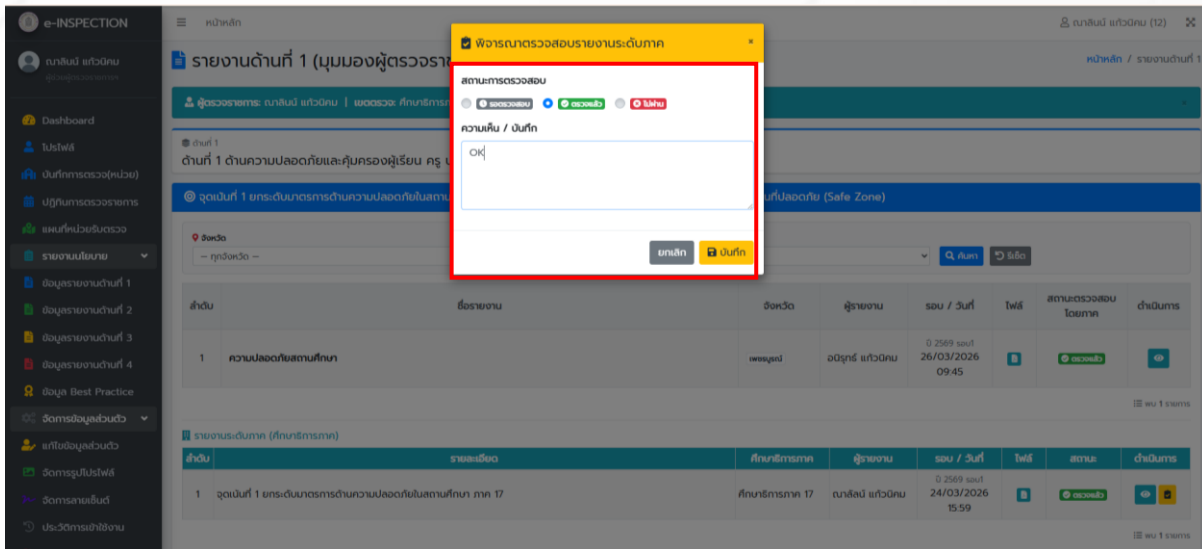 e-INSPECTION
หน้าหลัก
ณาลินน์ แก้วนิคม (12)
ณาลินน์ แก้วนิคม
Dashboard
โปรไฟล์
บันทึกการตรวจ(หน่วย)
ปฏิทินการตรวจราชการ
แผนที่หน่วยรับตรวจ
รายงานนโยบาย
ข้อมูลรายงานด้านที่ 1
ข้อมูลรายงานด้านที่ 2
ข้อมูลรายงานด้านที่ 3
ข้อมูลรายงานด้านที่ 4
ข้อมูล Best Practice
จัดการข้อมูลส่วนตัว
แก้ไขข้อมูลส่วนตัว
จัดการรูปโปรไฟล์
จัดการลายเซ็นต์
ประวัติการเข้าใช้งาน
รายงานด้านที่ 1 (มุมมองผู้ตรวจรา
หน้าหลัก / รายงานด้านที่ 1
ผู้ตรวจราชการ: ณาลินน์ แก้วนิคม | เขตตรวจ: ศึกษาธิการภ
ด้านที่ 1
ด้านที่ 1 ด้านความปลอดภัยและคุ้มครองผู้เรียน ครู
จุดเน้นที่ 1 ยกระดับมาตรการด้านความปลอดภัยในสถาน
นที่ปลอดภัย (Safe Zone)
พิจารณาตรวจสอบรายงานระดับภาค
×
สถานะการตรวจสอบ
รอตรวจสอบ ตรวจแล้ว ไม่ผ่าน
ความเห็น / บันทึก
OK
ยกเลิก บันทึก
จังหวัด
-- ทุกจังหวัด --
ค้นหา รีเซ็ต
ลำดับ ชื่อรายงาน จังหวัด ผู้รายงาน รอบ / วันที่ ไฟล์ สถานะตรวจสอบโดยภาค ดำเนินการ
1 ความปลอดภัยสถานศึกษา เพชรบูรณ์ อนิรุทธ์ แก้วนิคม ปี 2569 รอบ1 26/03/2026 09:45 ตรวจแล้ว
พบ 1 รายการ
รายงานระดับภาค (ศึกษาธิการภาค)
ลำดับ รายละเอียด ศึกษาธิการภาค ผู้รายงาน รอบ / วันที่ ไฟล์ สถานะ ดำเนินการ
1 จุดเน้นที่ 1 ยกระดับมาตรการด้านความปลอดภัยในสถานศึกษา ภาค 17 ศึกษาธิการภาค 17 ณาลัลน์ แก้วนิคม ปี 2569 รอบ1 24/03/2026 15:59 ตรวจแล้ว
พบ 1 รายการ